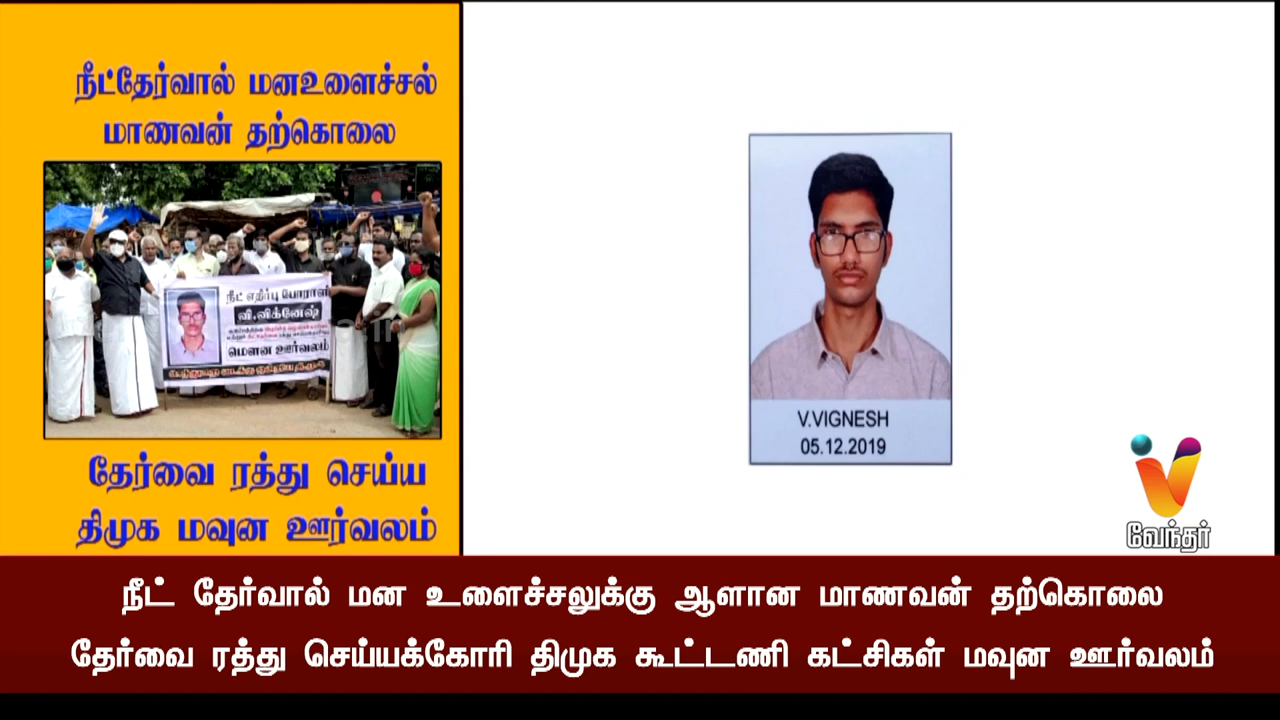 நீட்தேர்வால் மனஉளைச்சல்
மாணவன் தற்கொலை
நீட் எதிர்பு போராளி
வி.விக்னேஷ்
மௌன ஊர்வலம்
தேர்வை ரத்து செய்ய
திமுக மவுன ஊர்வலம்
V.VIGNESH
05.12.2019
வேந்தர்
நீட் தேர்வால் மன உளைச்சலுக்கு ஆளான மாணவன் தற்கொலை
தேர்வை ரத்து செய்யக்கோரி திமுக கூட்டணி கட்சிகள் மவுன ஊர்வலம்